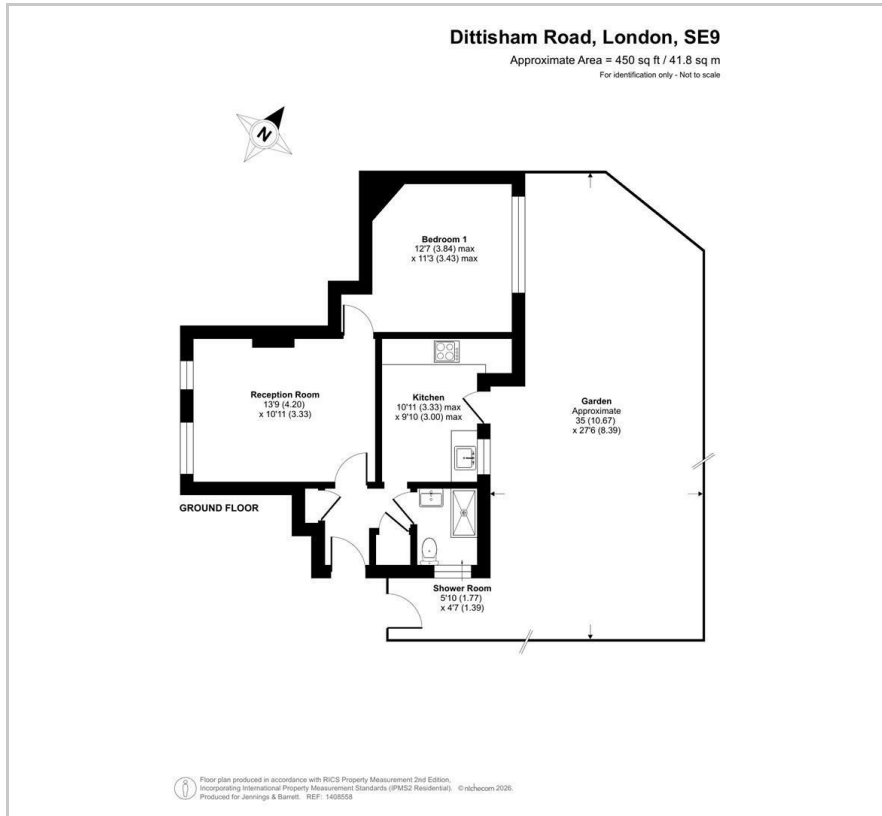 Dittisham Road, London, SE9
Approximate Area = 450 sq ft / 41.8 sq m
For identification only - Not to scale
N
Bedroom 1
12'7 (3.84) max
x 11'3 (3.43) max
Reception Room
13'9 (4.20)
x 10'11 (3.33)
Kitchen
10'11 (3.33) max
x 9'10 (3.00) max
Garden
Approximate
35 (10.67)
x 27'6 (8.39)
GROUND FLOOR
Shower Room
5'10 (1.77)
x 4'7 (1.39)
Floor plan produced in accordance with RICS Property Measurement 2nd Edition,
Incorporating International Property Measurement Standards (IPMS2 Residential). © nichecom 2026.
Produced for Jennings & Barrett. REF: 1408558